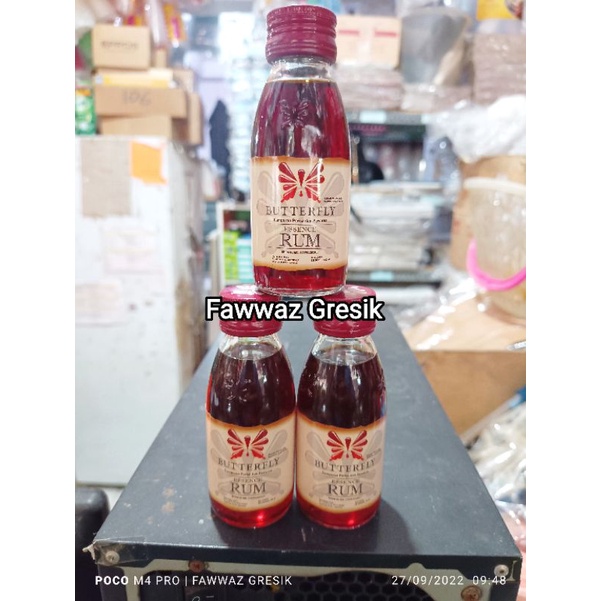 BUTTERFLY
ESSENCE
RUM
Fawwaz Gresik
BUTTERFLY
ESSENCE
RUM
BUTTERFLY
ESSENCE
RUM
POCO M4 PRO | FAWWAZ GRESIK
27/09/2022 09:48